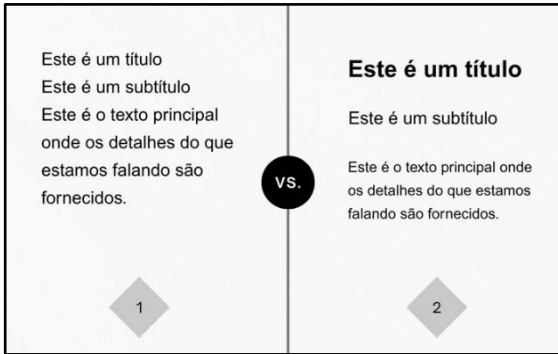 Este é um título
Este é um subtítulo
Este é o texto principal
onde os detalhes do que
estamos falando são
fornecidos.
1
VS.
Este é um título
Este é um subtítulo
Este é o texto principal onde
os detalhes do que estamos
falando são fornecidos.
2